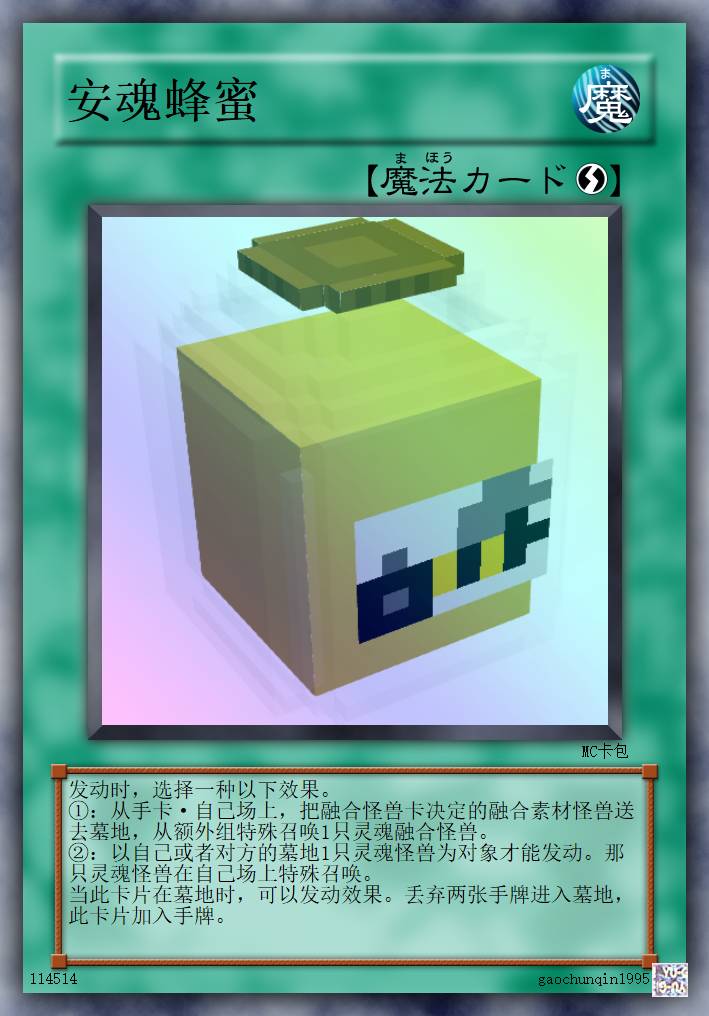 安魂蜂蜜
ま
魔
ま ほう
【魔法カード】
MC卡包
发动时，选择一种以下效果。
①：从手卡·自己场上，把融合怪兽卡决定的融合素材怪兽送
去墓地，从额外组特殊召唤1只灵魂融合怪兽。
②：以自己或者对方的墓地1只灵魂怪兽为对象才能发动。那
只灵魂怪兽在自己场上特殊召唤。
当此卡片在墓地时，可以发动效果。丢弃两张手牌进入墓地，
此卡片加入手牌。
114514
gaochunqin1995